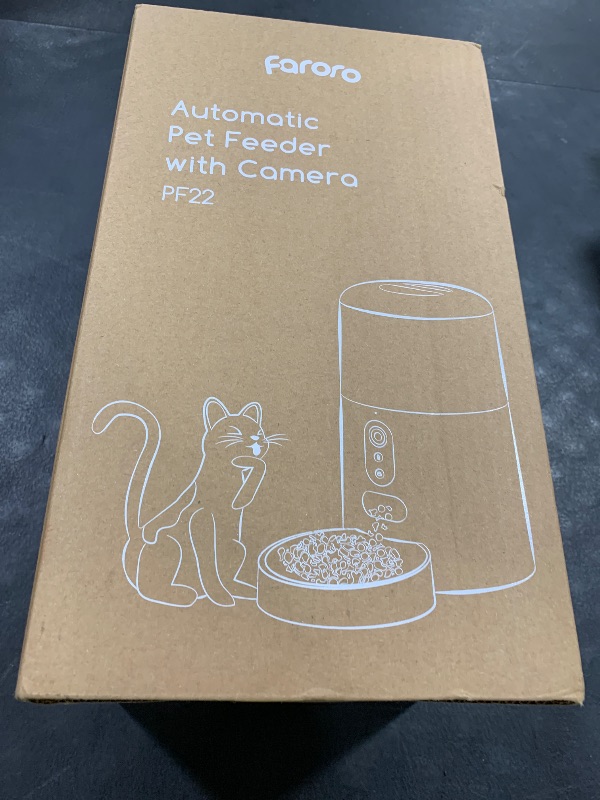 faroro
Automatic
Pet Feeder
with Camera
PF22